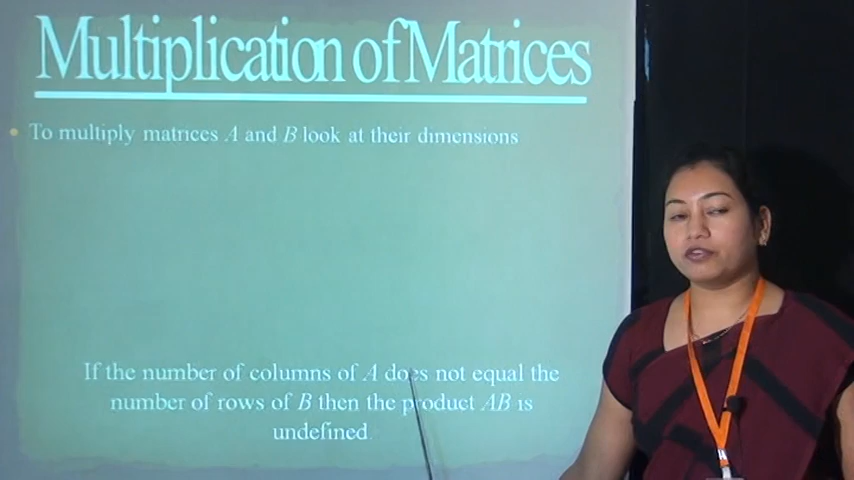 Multiplication of Matrices
To multiply matrices A and B look at their dimensions
If the number of columns of A does not equal the
number of rows of B then the product AB is
undefined.